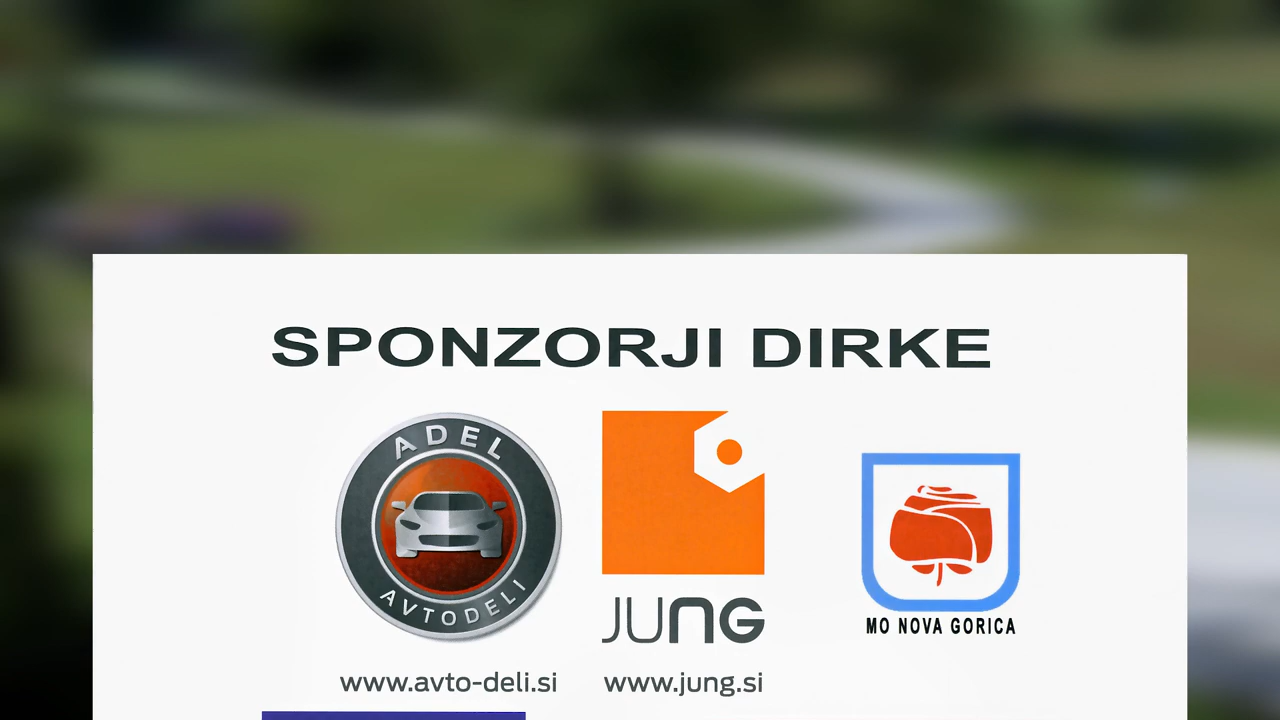 SPONZORJI DIRKE
ADEL
AVTODELI
JUNG
MO NOVA GORICA
www.avto-deli.si
www.jung.si